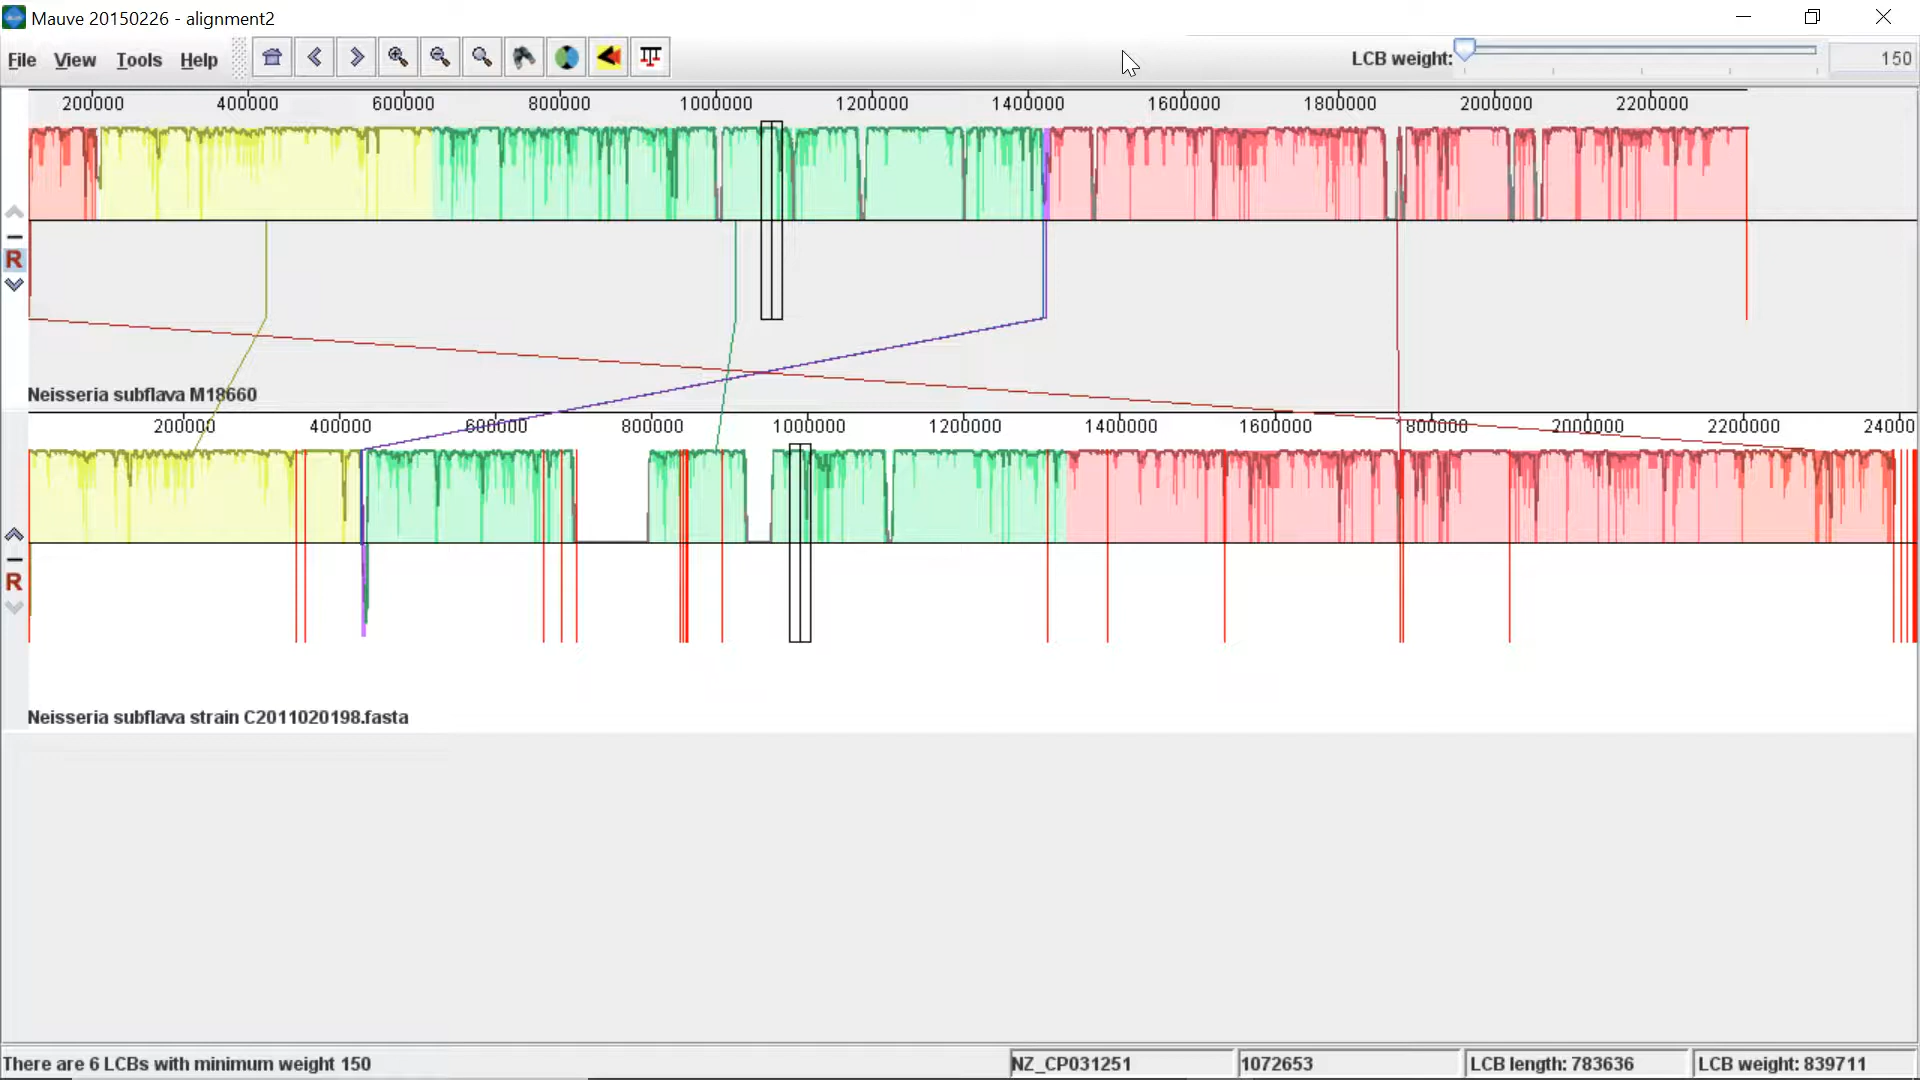 Mauve 20150226 - alignment2
File View Tools Help
LCB weight: 150
200000 400000 600000 800000 1000000 1200000 1400000 1600000 1800000 2000000 2200000
R
Neisseria subflava M18660
200000 400000 600000 800000 1000000 1200000 1400000 1600000 1800000 2000000 2200000 24000
R
Neisseria subflava strain C2011020198.fasta
There are 6 LCBs with minimum weight 150
NZ_CP031251
1072653
LCB length: 783636
LCB weight: 839711